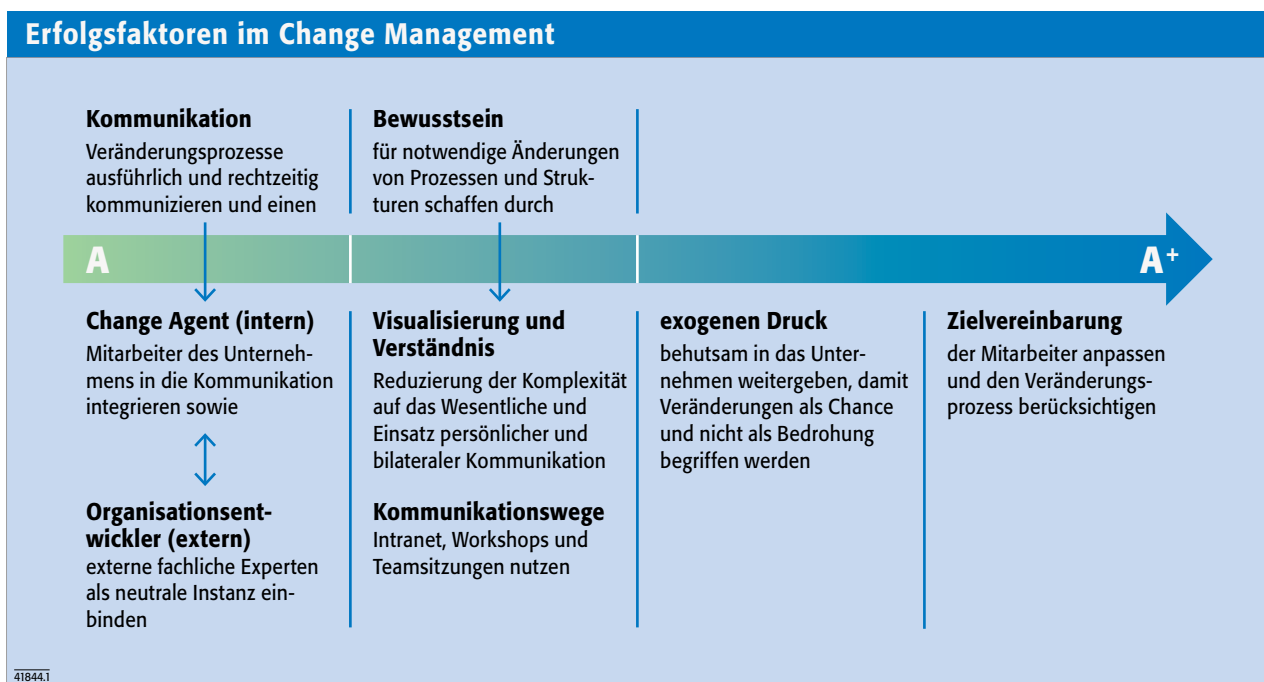 Erfolgsfaktoren im Change Management
Kommunikation
Veränderungsprozesse
ausführlich und rechtzeitig
kommunizieren und einen
Bewusstsein
für notwendige Änderungen
von Prozessen und Struk-
turen schaffen durch
A
A+
Change Agent (intern)
Mitarbeiter des Unterneh-
mens in die Kommunikation
integrieren sowie
Organisationsent-
wickler (extern)
externe fachliche Experten
als neutrale Instanz ein-
binden
Visualisierung und
Verständnis
Reduzierung der Komplexität
auf das Wesentliche und
Einsatz persönlicher und
bilateraler Kommunikation
Kommunikationswege
Intranet, Workshops und
Teamsitzungen nutzen
exogenen Druck
behutsam in das Unter-
nehmen weitergeben, damit
Veränderungen als Chance
und nicht als Bedrohung
begriffen werden
Zielvereinbarung
der Mitarbeiter anpassen
und den Veränderungs-
prozess berücksichtigen
41844.1